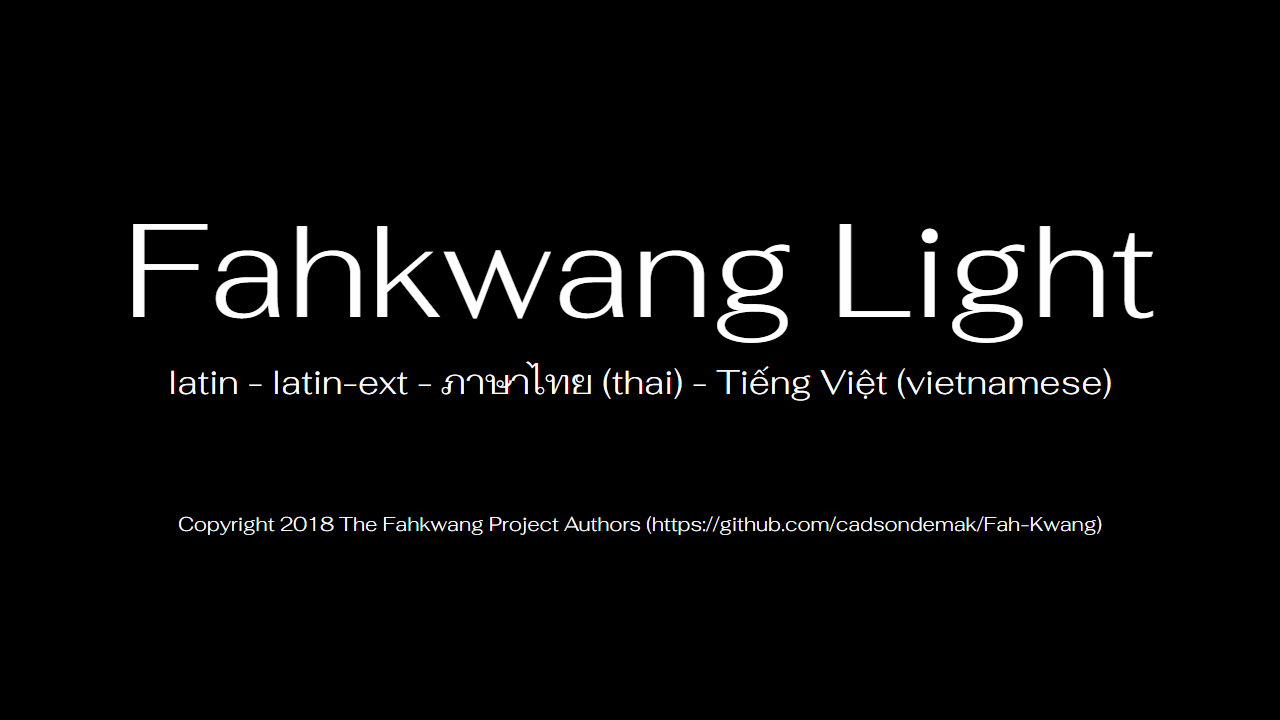 Fahkwang Light
latin - latin-ext - ภาษาไทย (thai) - Tiếng Việt (vietnamese)
Copyright 2018 The Fahkwang Project Authors (https://github.com/cadsondemak/Fah-Kwang)